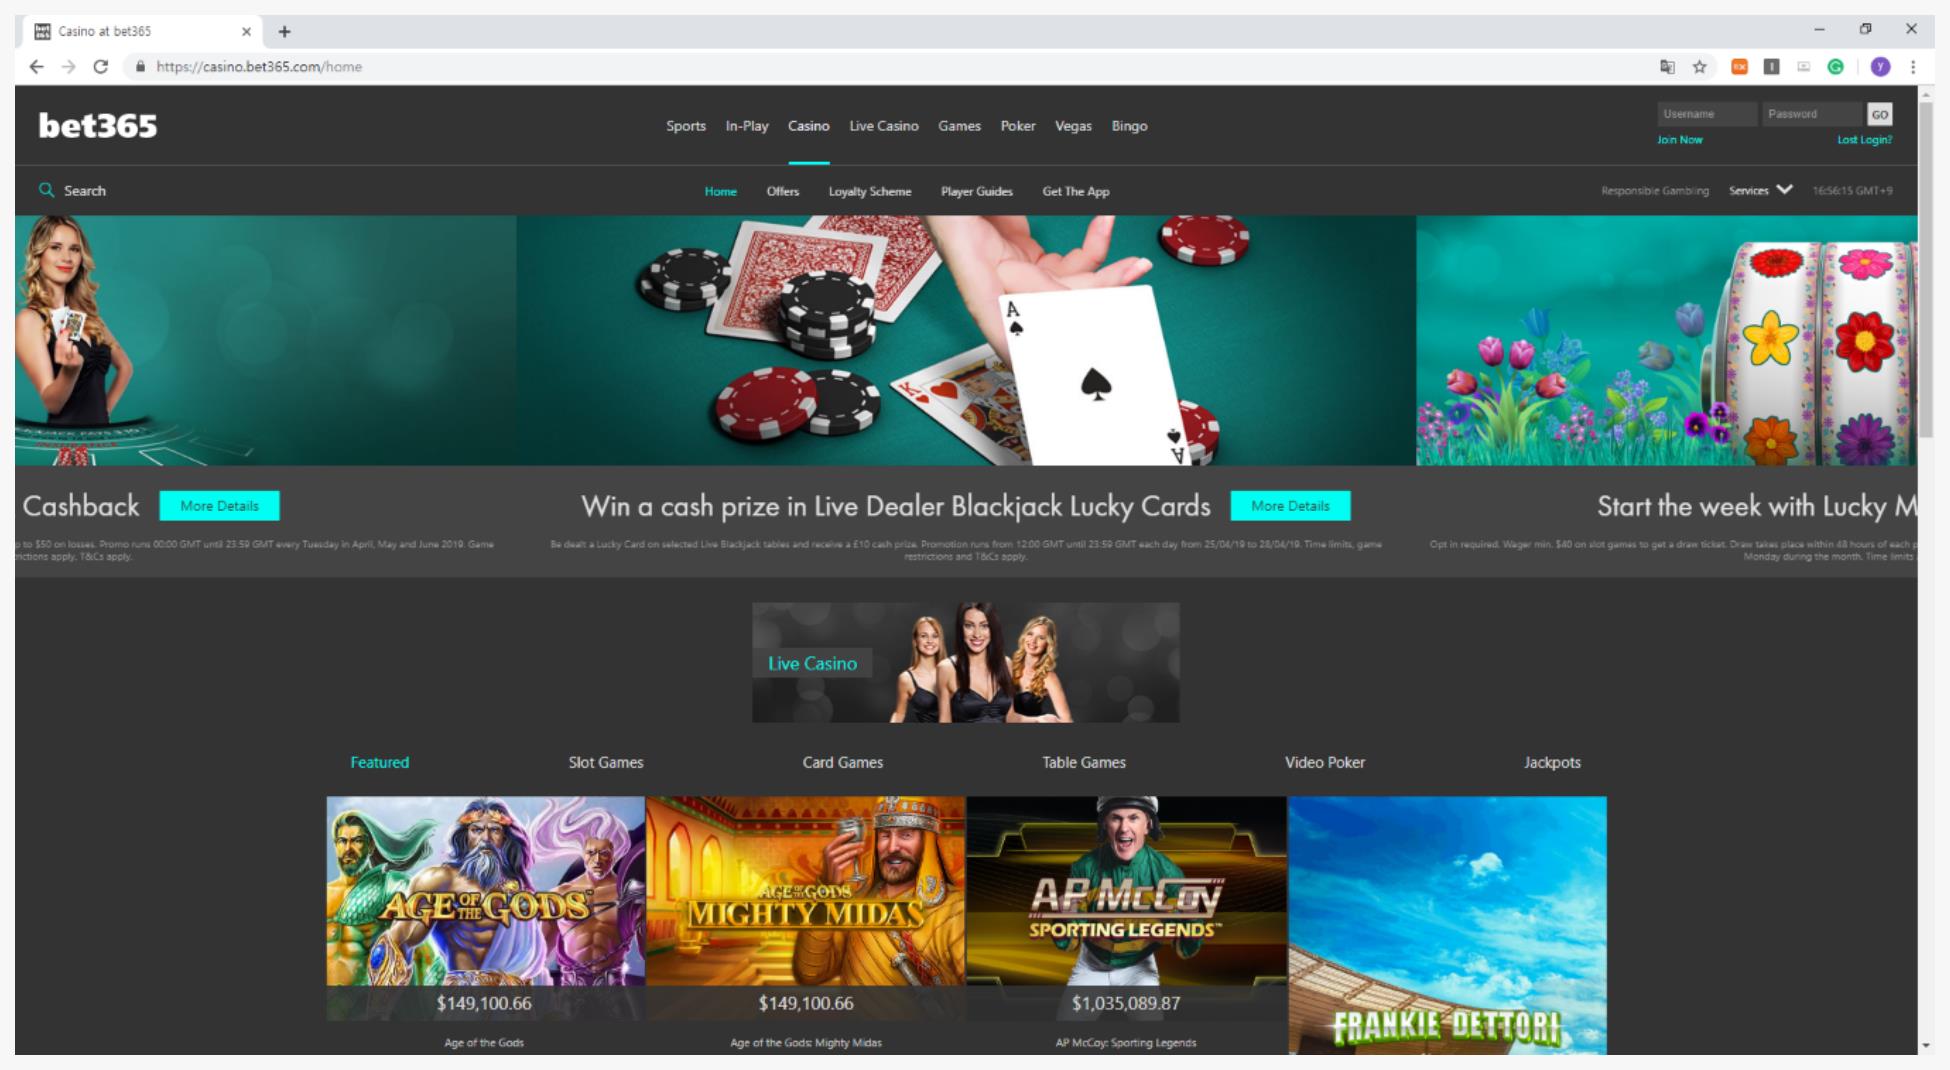 Casino at bet365
https://casino.bet365.com/home
bet365
Sports In-Play Casino Live Casino Games Poker Vegas Bingo
Username Password GO
Join Now Lost Login?
Search
Home Offers Loyalty Scheme Player Guides Get The App
Responsible Gambling Services 16:56:15 GMT+9
A
K
A
INSURANCE
Cashback More Details
p to $50 on losses. Promo runs 00:00 GMT until 23:59 GMT every Tuesday in April, May and June 2019. Game
rictions apply. T&Cs apply.
Win a cash prize in Live Dealer Blackjack Lucky Cards More Details
Be dealt a Lucky Card on selected Live Blackjack tables and receive a £10 cash prize. Promotion runs from 12:00 GMT until 23:59 GMT each day from 25/04/19 to 28/04/19. Time limits, game
restrictions and T&Cs apply.
Start the week with Lucky M
Opt in required. Wager min. $40 on slot games to get a draw ticket. Draw takes place within 48 hours of each p
Monday during the month. Time limits
Live Casino
Featured Slot Games Card Games Table Games Video Poker Jackpots
AGE OF THE GODS™
AGE OF THE GODS
MIGHTY MIDAS
AP McCoy
SPORTING LEGENDS™
FRANKIE DETTORI
$149,100.66 $149,100.66 $1,035,089.87
Age of the Gods Age of the Gods: Mighty Midas AP McCoy: Sporting Legends